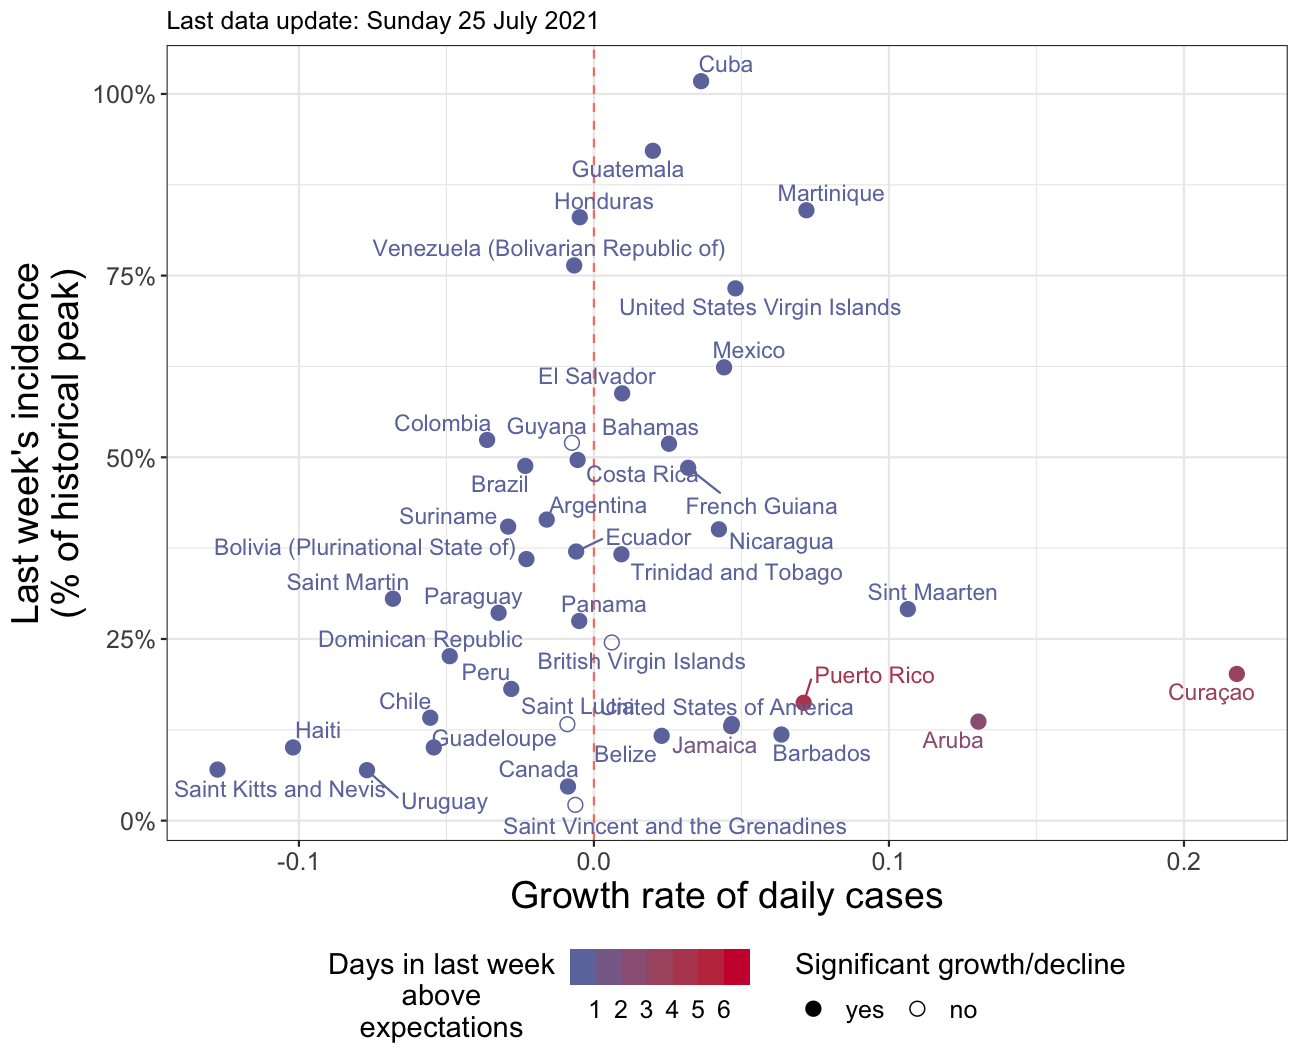 Last data update: Sunday 25 July 2021
Last week's incidence
(% of historical peak)
100%
75%
50%
25%
0%
Cuba
Guatemala
Martinique
Honduras
Venezuela (Bolivarian Republic of)
United States Virgin Islands
Mexico
El Salvador
Colombia
Guyana
Bahamas
Costa Rica
Brazil
French Guiana
Argentina
Suriname
Ecuador
Nicaragua
Bolivia (Plurinational State of)
Trinidad and Tobago
Saint Martin
Sint Maarten
Paraguay
Panama
Dominican Republic
British Virgin Islands
Peru
Puerto Rico
Curaçao
Chile
Saint Lucia
United States of America
Haiti
Guadeloupe
Aruba
Jamaica
Belize
Barbados
Canada
Saint Kitts and Nevis
Uruguay
Saint Vincent and the Grenadines
-0.1
0.0
0.1
0.2
Growth rate of daily cases
Days in last week
above
expectations
1 2 3 4 5 6
Significant growth/decline
yes
no